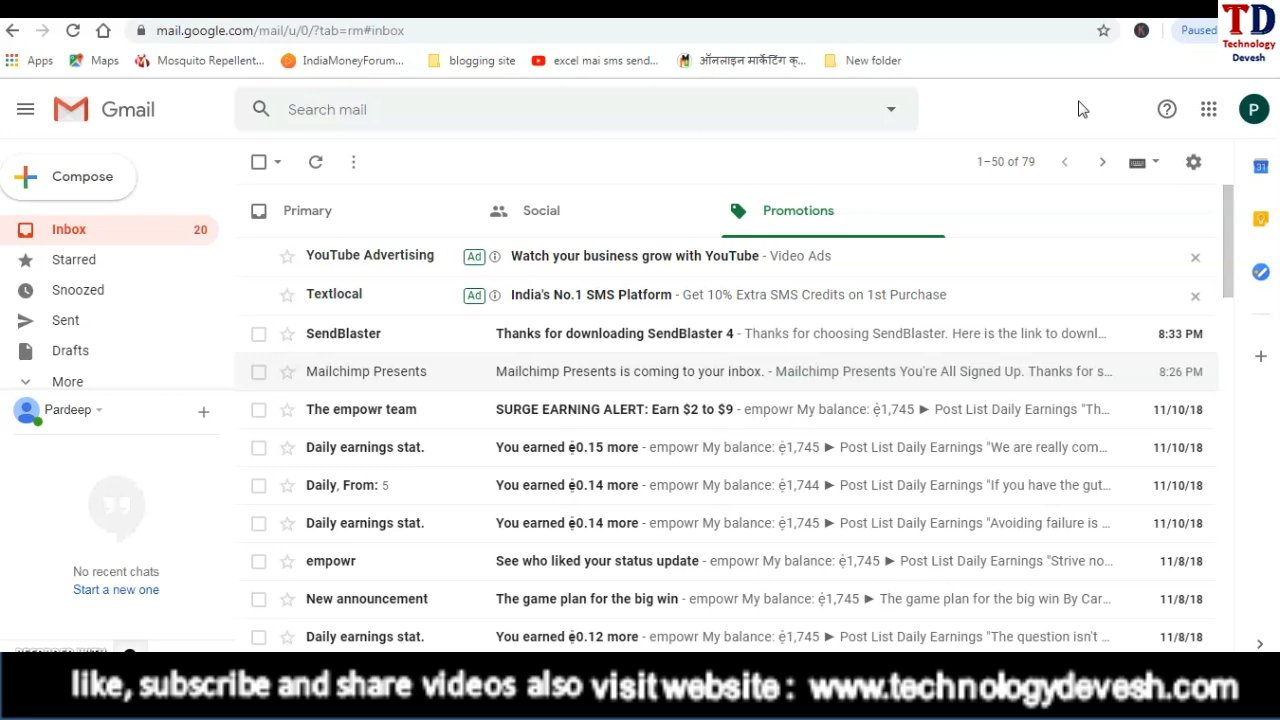 mail.google.com/mail/u/0/?tab=rm#inbox
Paused
TD
Technology
Devesh
Apps
Maps
Mosquito Repellent...
IndiaMoneyForum...
blogging site
excel mai sms send...
ऑनलाइन मार्केटिंग क्...
New folder
Gmail
Search mail
P
Compose
1–50 of 79
31
Primary
Social
Promotions
Inbox 20
Starred
Snoozed
Sent
Drafts
More
Pardeep
No recent chats
Start a new one
YouTube Advertising Ad Watch your business grow with YouTube - Video Ads
Textlocal Ad India's No.1 SMS Platform - Get 10% Extra SMS Credits on 1st Purchase
SendBlaster Thanks for downloading SendBlaster 4 - Thanks for choosing SendBlaster. Here is the link to downl... 8:33 PM
Mailchimp Presents Mailchimp Presents is coming to your inbox. - Mailchimp Presents You're All Signed Up. Thanks for s... 8:26 PM
The empowr team SURGE EARNING ALERT: Earn $2 to $9 - empowr My balance: ẹ̀1,745 ► Post List Daily Earnings "Th... 11/10/18
Daily earnings stat. You earned ẹ̀0.15 more - empowr My balance: ẹ̀1,745 ► Post List Daily Earnings "We are really com... 11/10/18
Daily, From: 5 You earned ẹ̀0.14 more - empowr My balance: ẹ̀1,744 ► Post List Daily Earnings "If you have the gut... 11/10/18
Daily earnings stat. You earned ẹ̀0.14 more - empowr My balance: ẹ̀1,745 ► Post List Daily Earnings "Avoiding failure is ... 11/10/18
empowr See who liked your status update - empowr My balance: ẹ̀1,745 ► Post List Daily Earnings "Strive no... 11/8/18
New announcement The game plan for the big win - empowr My balance: ẹ̀1,745 ► The game plan for the big win By Car... 11/8/18
Daily earnings stat. You earned ẹ̀0.12 more - empowr My balance: ẹ̀1,745 ► Post List Daily Earnings "The question isn't ... 11/8/18
like, subscribe and share videos also visit website : www.technologydevesh.com